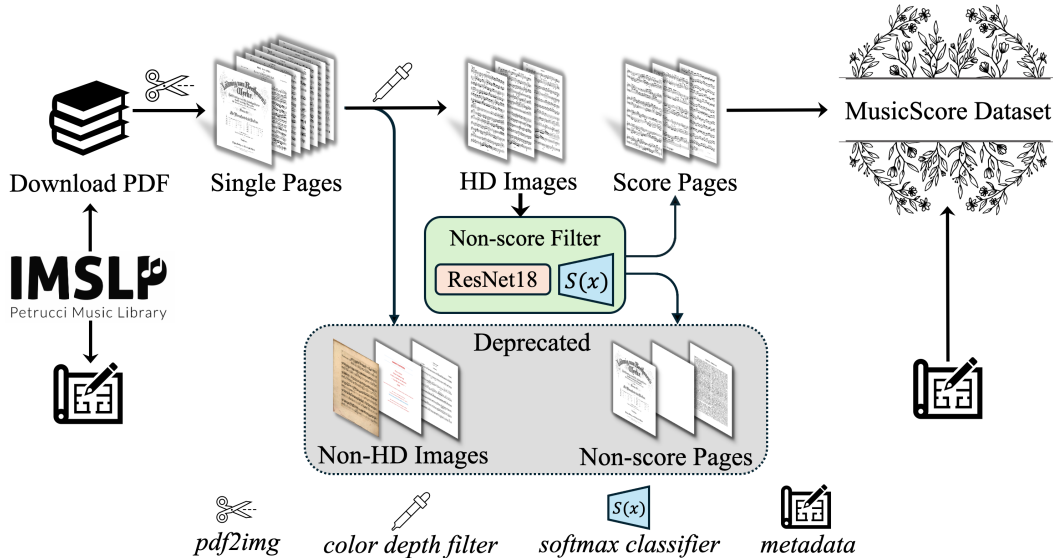 Download PDF
Single Pages
HD Images
Score Pages
MusicScore Dataset
IMSLP
Petrucci Music Library
Non-score Filter
ResNet18
S(x)
Deprecated
Non-HD Images
Non-score Pages
S(x)
pdf2img
color depth filter
softmax classifier
metadata